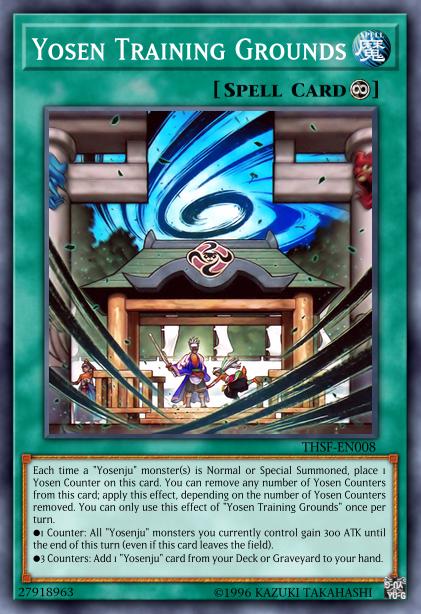 YOSEN TRAINING GROUNDS
SPELL
魔
[SPELL CARD]
THSF-EN008
Each time a "Yosenju" monster(s) is Normal or Special Summoned, place 1
Yosen Counter on this card. You can remove any number of Yosen Counters
from this card; apply this effect, depending on the number of Yosen Counters
removed. You can only use this effect of "Yosen Training Grounds" once per
turn.
●1 Counter: All "Yosenju" monsters you currently control gain 300 ATK until
the end of this turn (even if this card leaves the field).
●3 Counters: Add 1 "Yosenju" card from your Deck or Graveyard to your hand.
27918963
©1996 KAZUKI TAKAHASHI